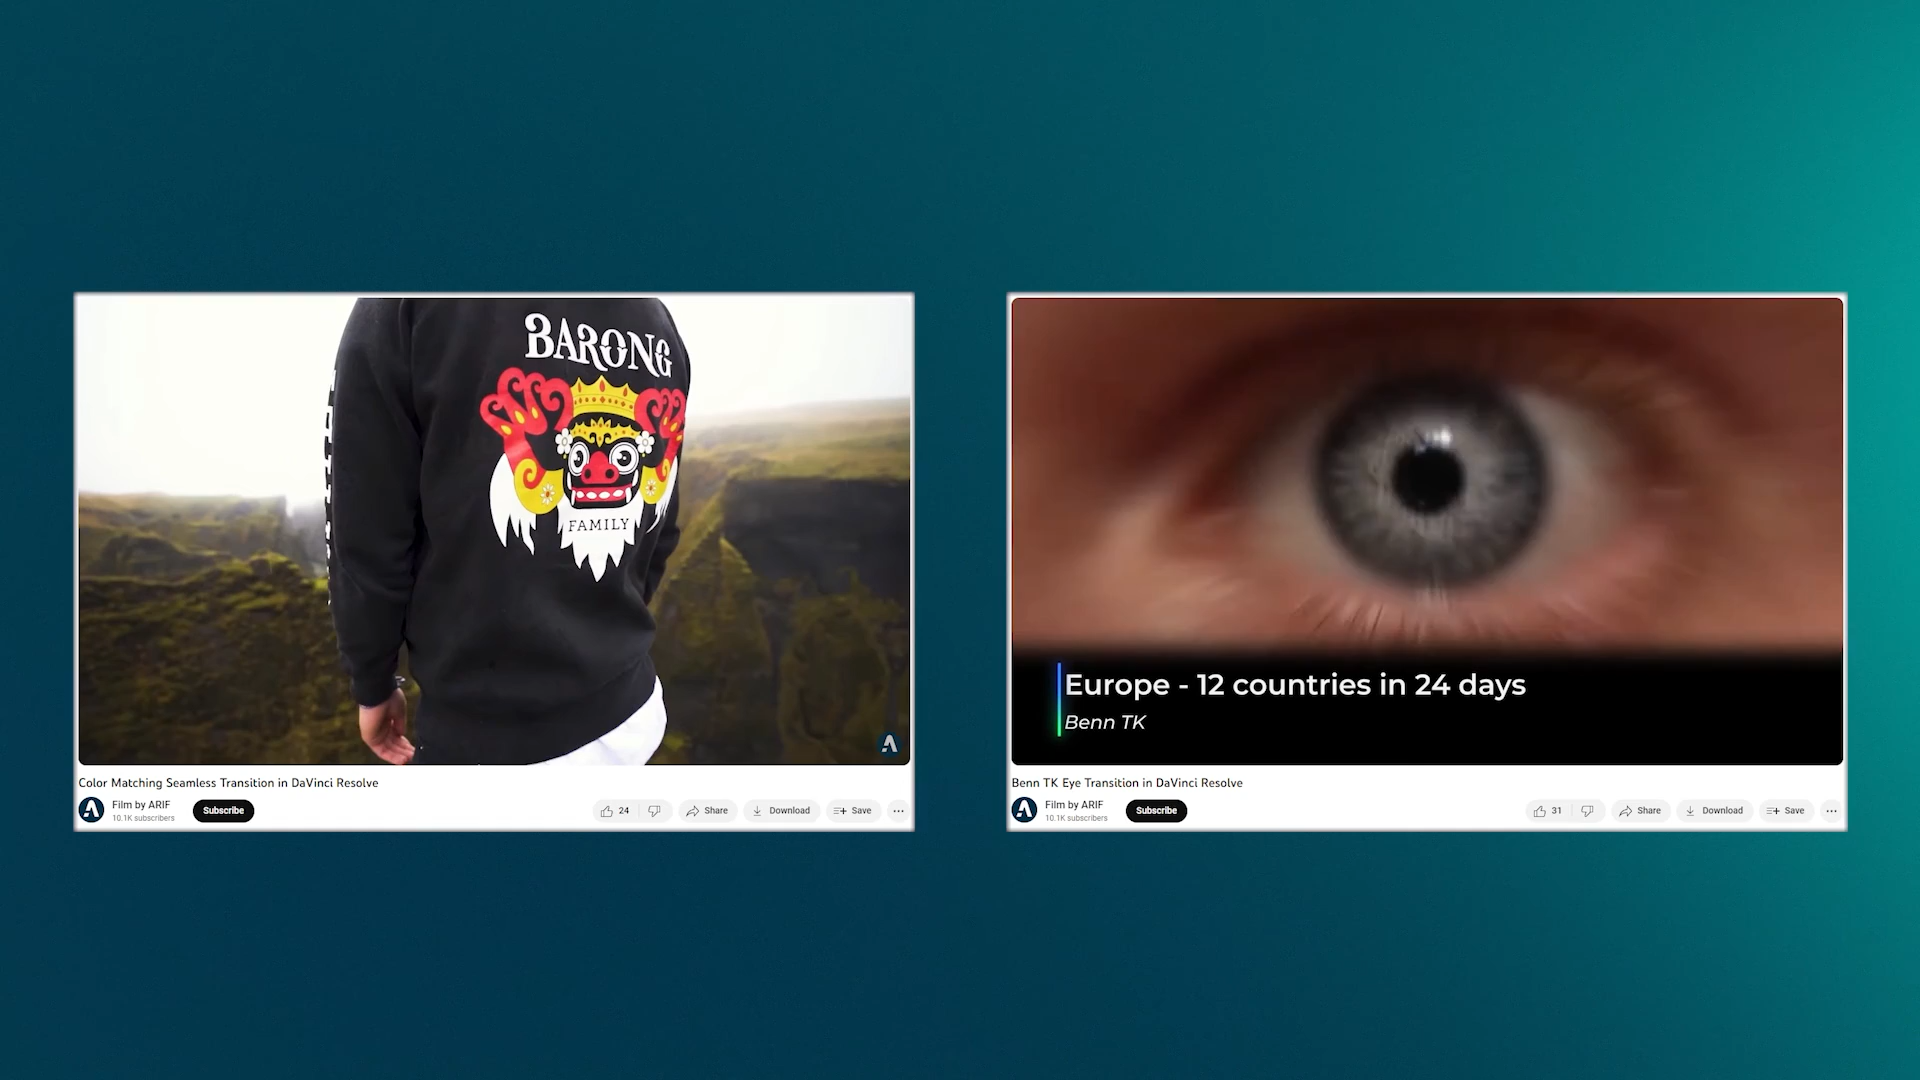 BARONG
FAMILY
Color Matching Seamless Transition in DaVinci Resolve
Film by ARIF
10.1K subscribers
Subscribe
24
Share
Download
Save
Europe - 12 countries in 24 days
Benn TK
Benn TK Eye Transition in DaVinci Resolve
Film by ARIF
10.1K subscribers
Subscribe
31
Share
Download
Save